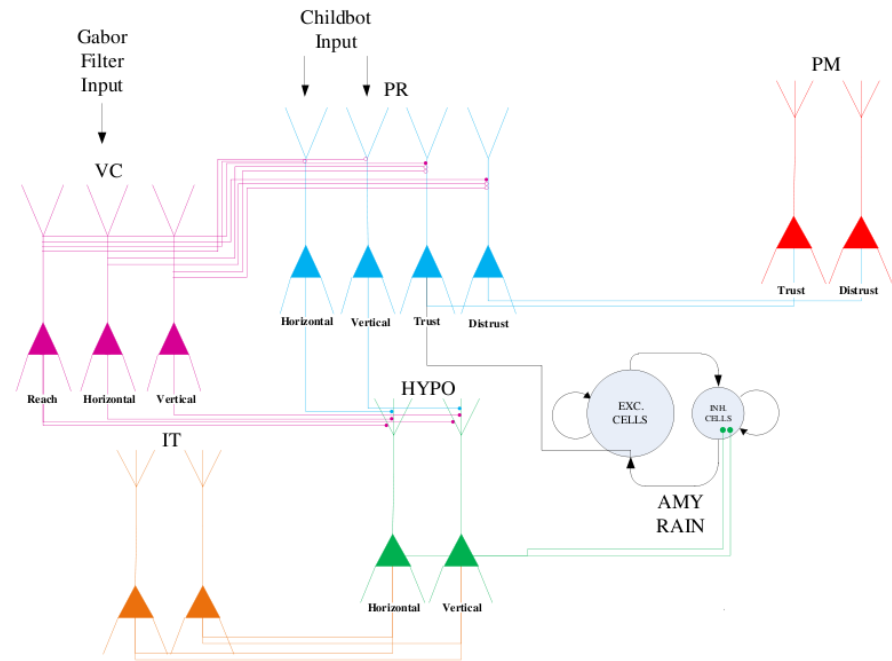 Childbot
Input
Gabor
Filter
Input
PR
PM
VC
Trust
Distrust
Horizontal
Vertical
Trust
Distrust
Reach
Horizontal
Vertical
HYPO
EXC.
CELLS
INH.
CELLS
IT
AMY
RAIN
Horizontal
Vertical